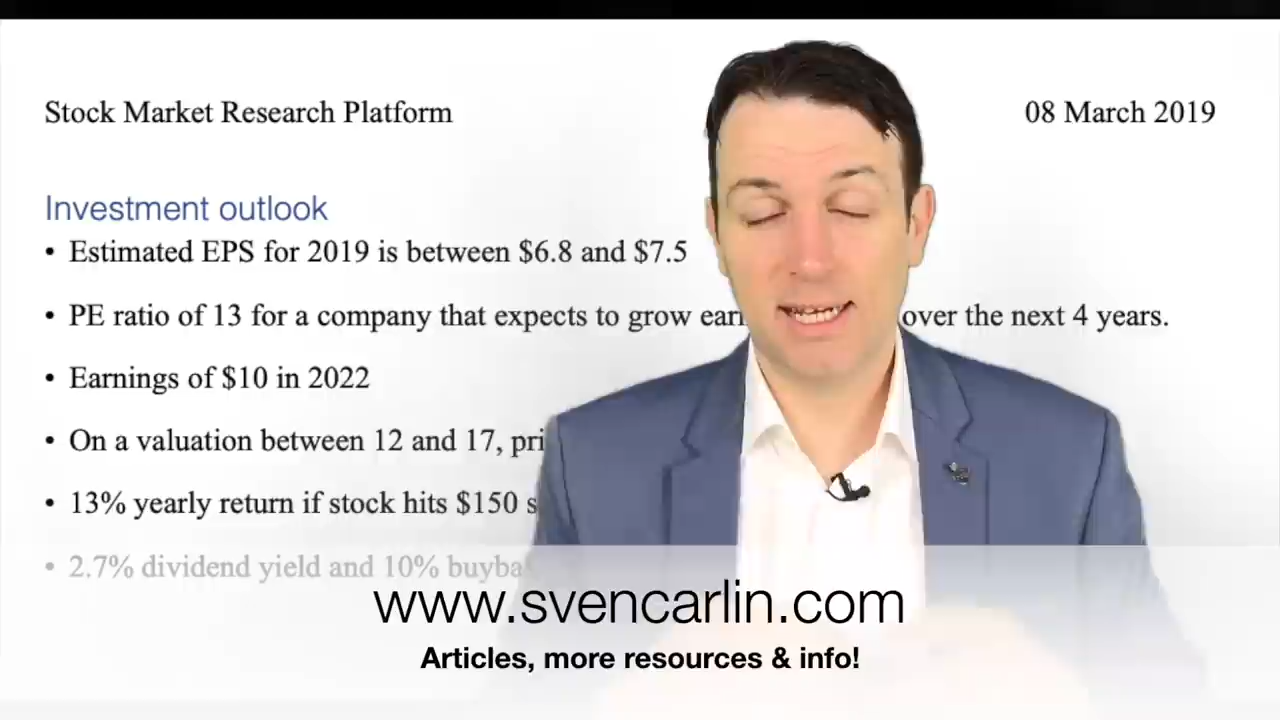 Stock Market Research Platform
08 March 2019
Investment outlook
• Estimated EPS for 2019 is between $6.8 and $7.5
• PE ratio of 13 for a company that expects to grow over the next 4 years.
• Earnings of $10 in 2022
• On a valuation between 12 and 17,
• 13% yearly return if stock hits $150
• 2.7% dividend yield and 10%
www.svencarlin.com
Articles, more resources & info!